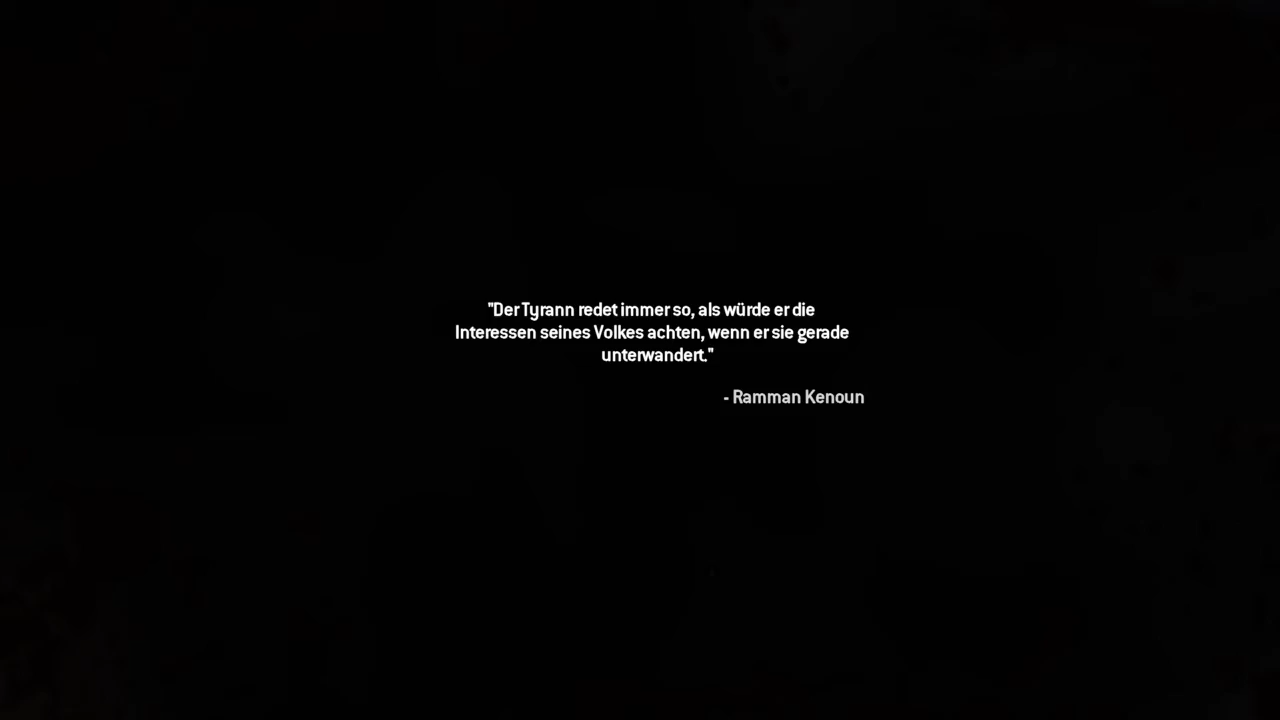 "Der Tyrann redet immer so, als würde er die
Interessen seines Volkes achten, wenn er sie gerade
unterwandert."
- Ramman Kenoun